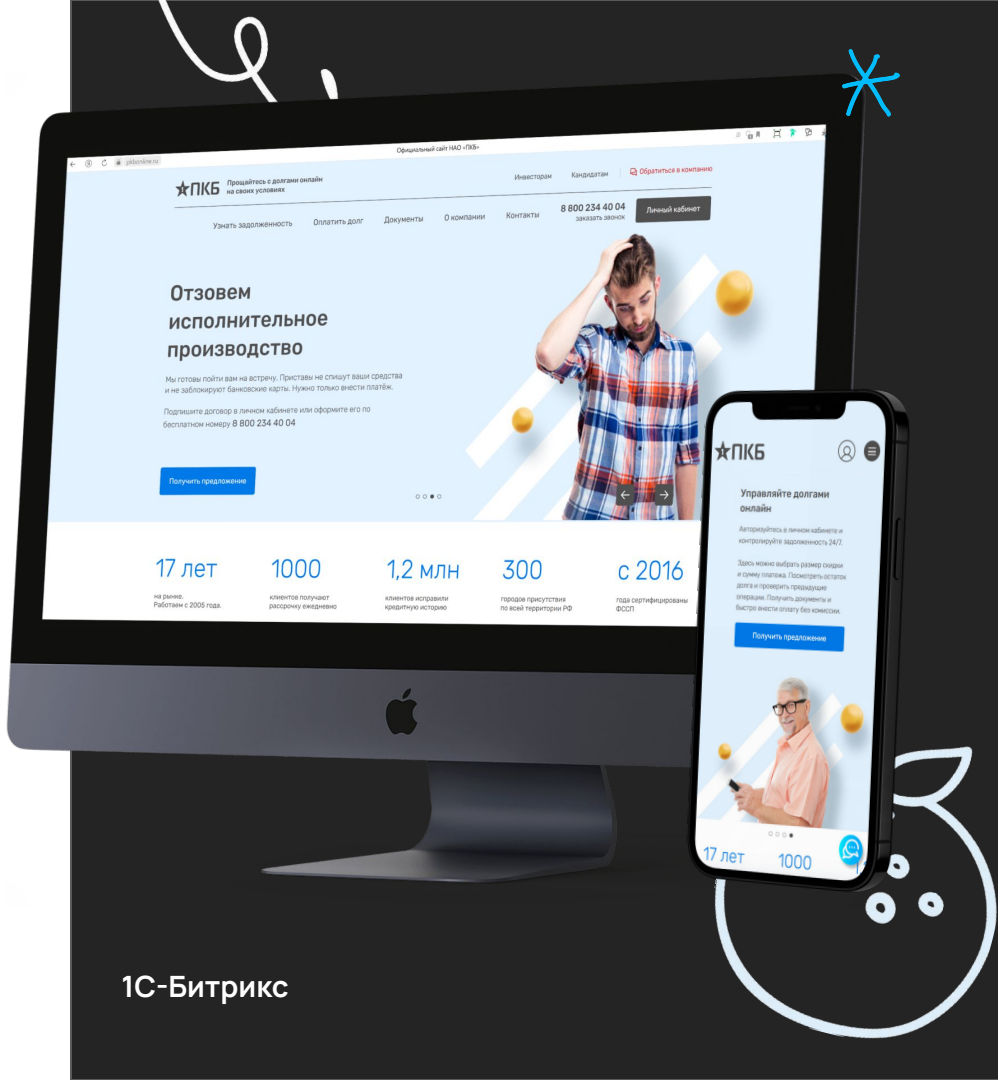 Официальный сайт НАО «ПКБ»
pkbonline.ru
ПКБ
Прощайтесь с долгами онлайн
на своих условиях
Инвесторам
Кандидатам
Обратиться в компанию
Узнать задолженность
Оплатить долг
Документы
О компании
Контакты
8 800 234 40 04
заказать звонок
Личный кабинет
Отзовем
исполнительное
производство
Мы готовы пойти вам на встречу. Приставы не спишут ваши средства
и не заблокируют банковские карты. Нужно только внести платёж.
Подпишите договор в личном кабинете или оформите его по
бесплатном номеру 8 800 234 40 04
Получить предложение
17 лет
на рынке.
Работаем с 2005 года.
1000
клиентов получают
рассрочку ежедневно
1,2 млн
клиентов исправили
кредитную историю
300
городов присутствия
по всей территории РФ
с 2016
года сертифицированы
ФССП
ПКБ
Управляйте долгами
онлайн
Авторизуйтесь в личном кабинете и
контролируйте задолженность 24/7.
Здесь можно выбрать размер скидки
и сумму платежа. Посмотреть остаток
долга и проверить предыдущие
операции. Получить документы и
быстро внести оплату без комиссии.
Получить предложение
17 лет
1000
1С-Битрикс